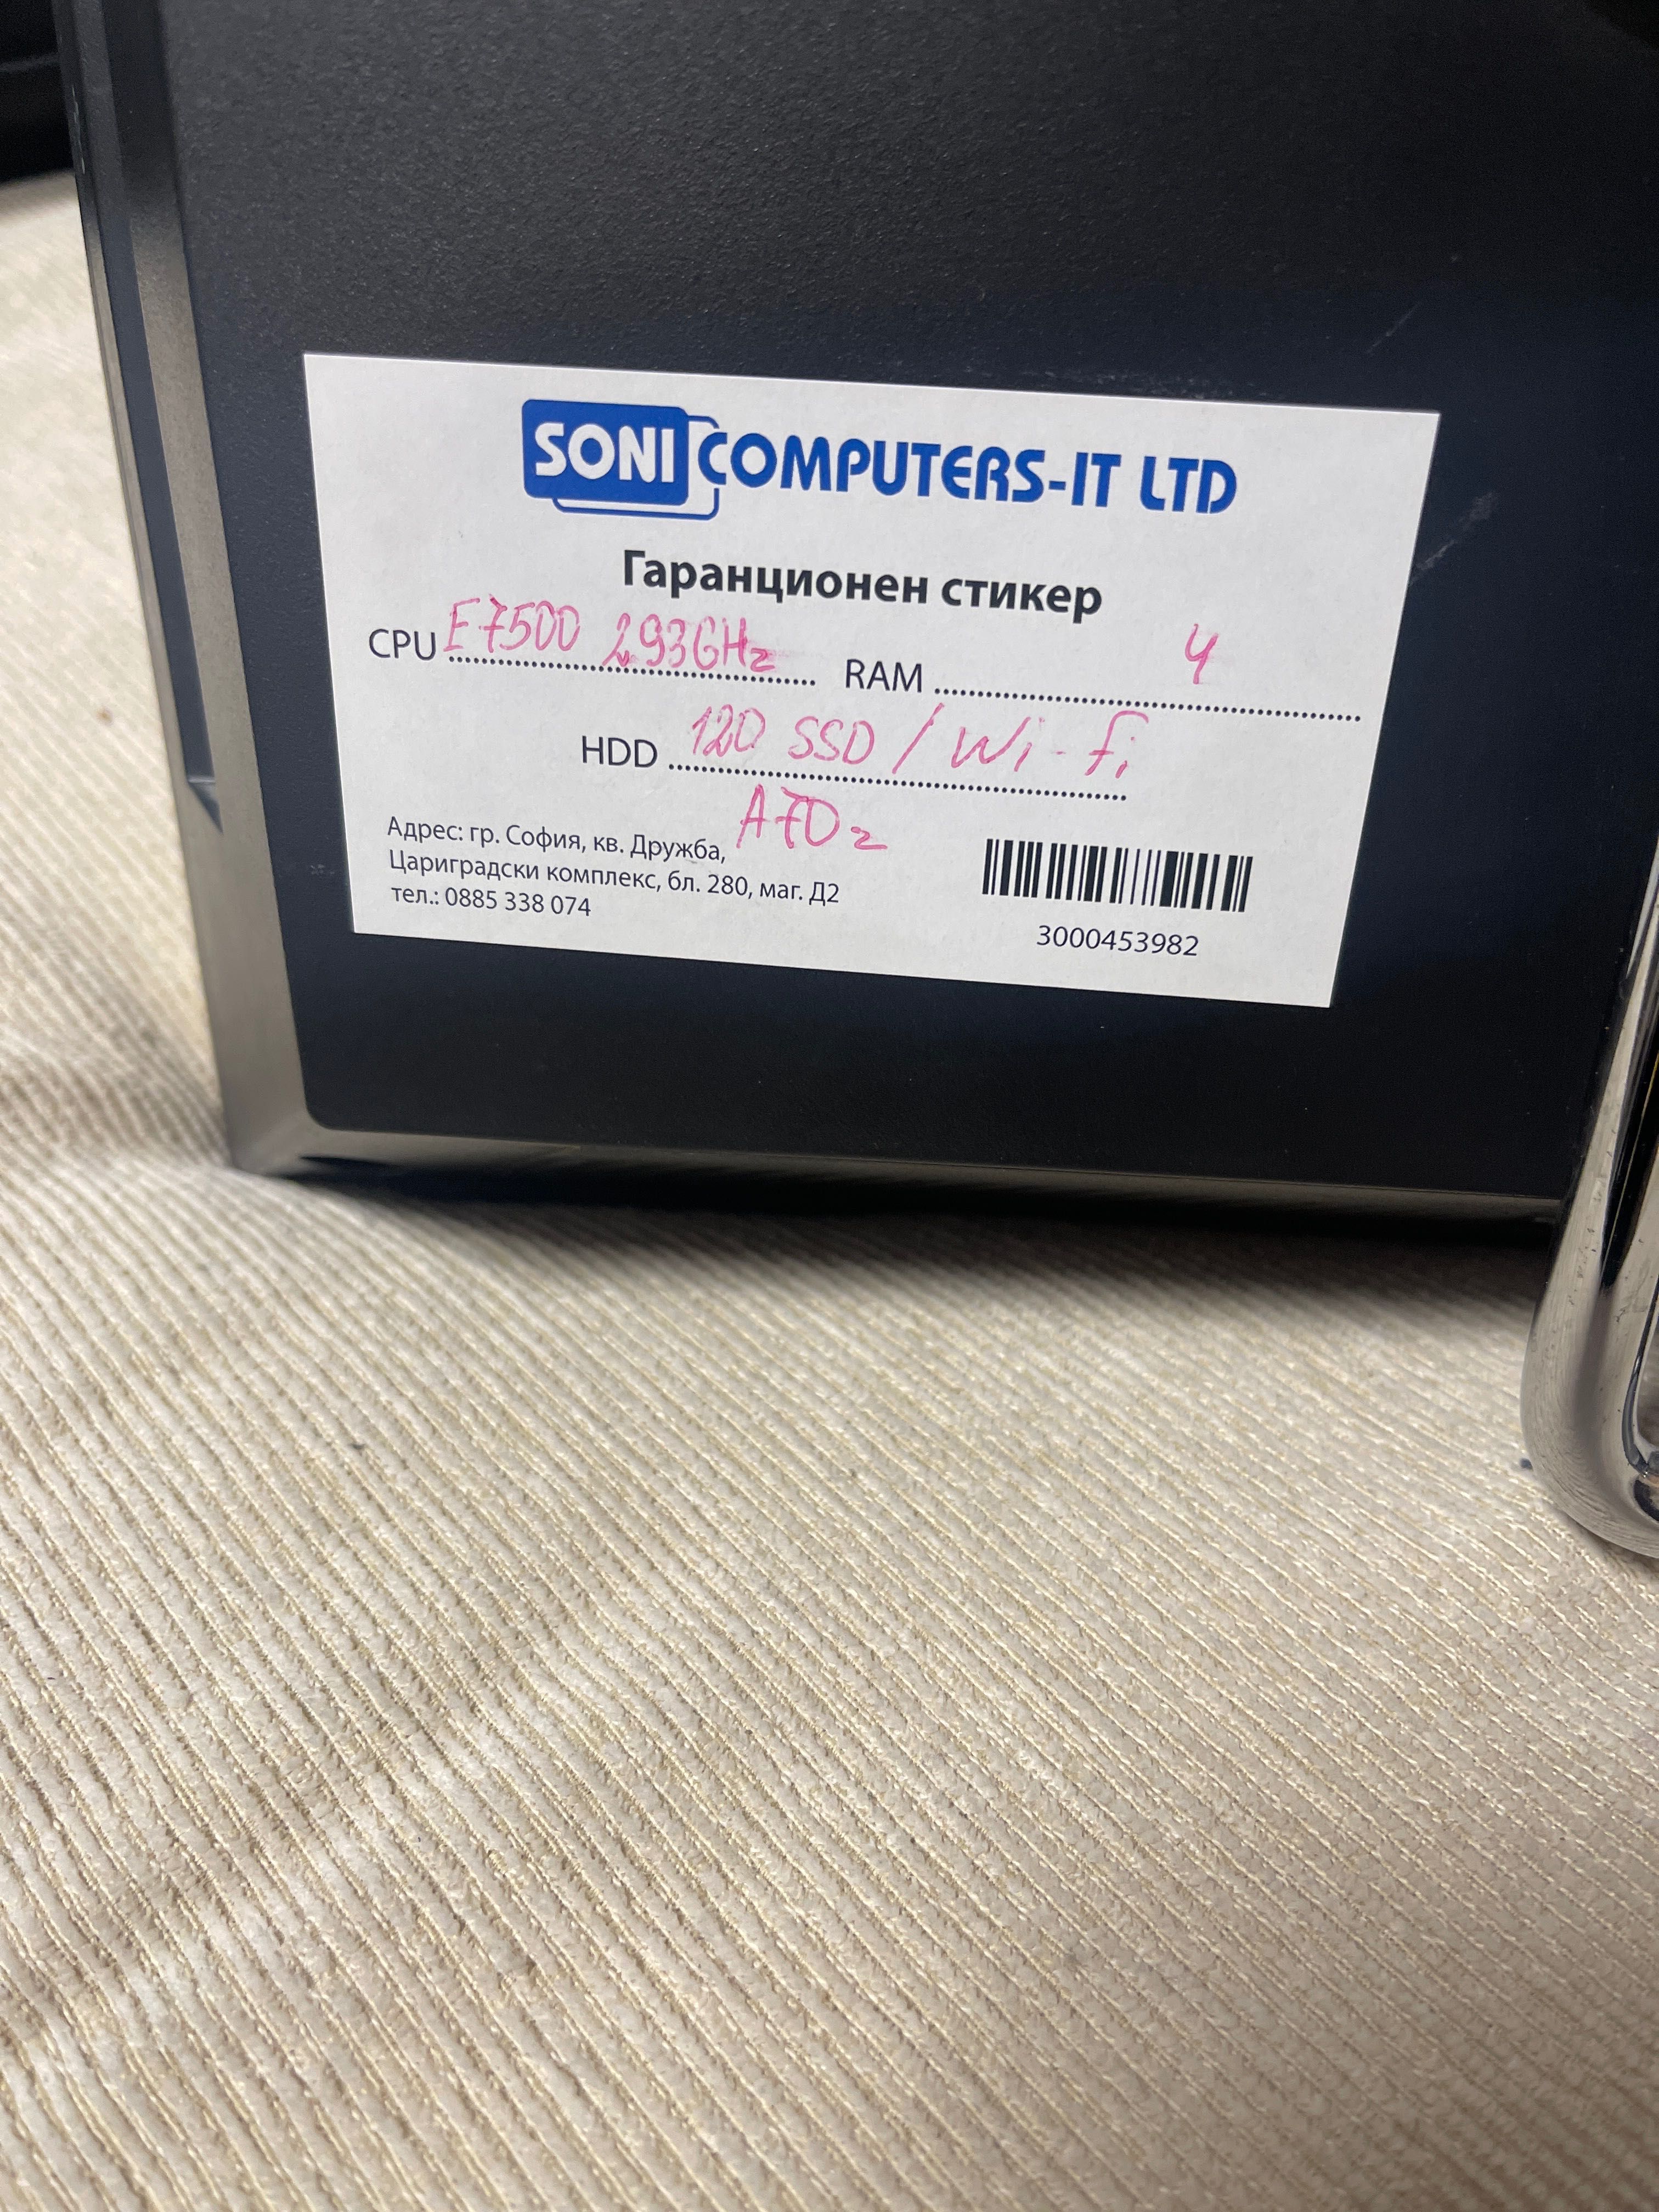 SONI COMPUTERS-IT LTD
Гаранционен стикер
CPU E7500 2.93GHz RAM 4
HDD 120 SSD / Wi-fi
A70z
Адрес: гр. София, кв. Дружба,
Цариградски комплекс, бл. 280, маг. Д2
тел.: 0885 338 074
3000453982